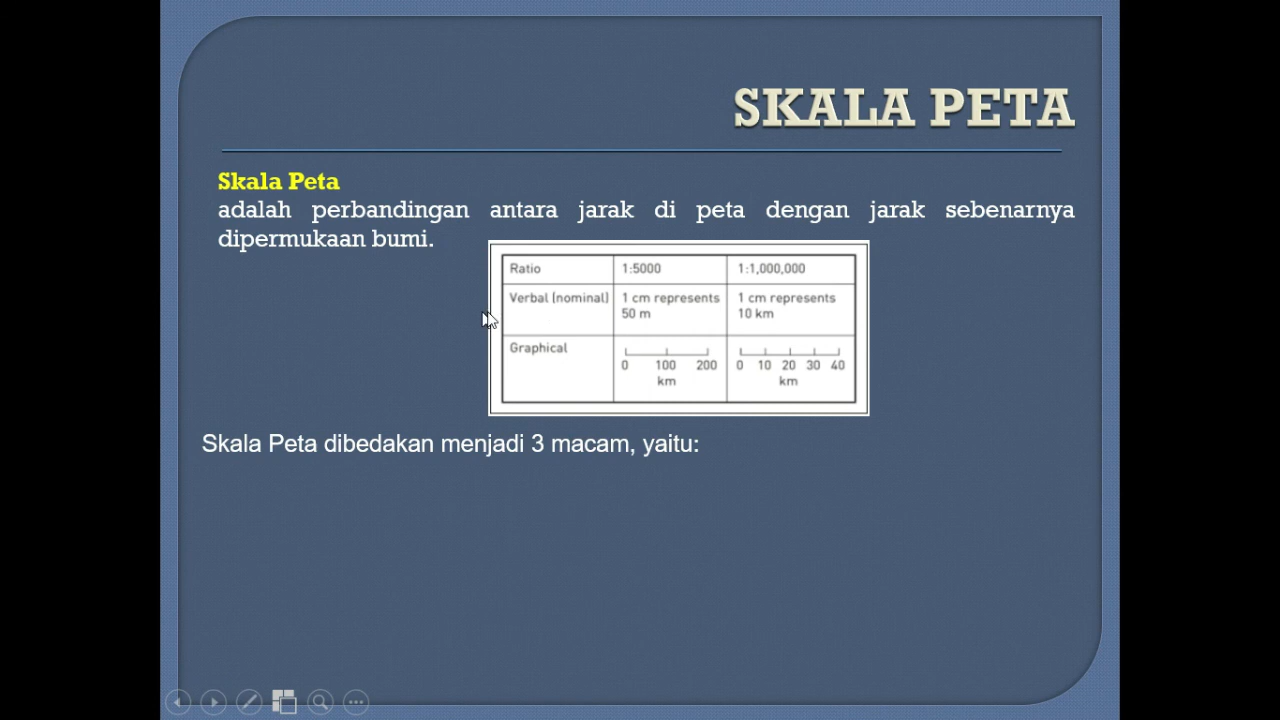 SKALA PETA
Skala Peta
adalah perbandingan antara jarak di peta dengan jarak sebenarnya
dipermukaan bumi.
Ratio 1:5000 1:1,000,000
Verbal (nominal) 1 cm represents 1 cm represents
50 m 10 km
Graphical
0 100 200 0 10 20 30 40
km km
Skala Peta dibedakan menjadi 3 macam, yaitu: